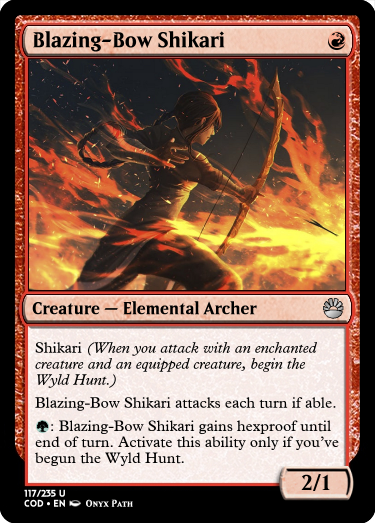 Blazing-Bow Shikari
Creature — Elemental Archer
Shikari (When you attack with an enchanted
creature and an equipped creature, begin the
Wyld Hunt.)
Blazing-Bow Shikari attacks each turn if able.
: Blazing-Bow Shikari gains hexproof until
end of turn. Activate this ability only if you’ve
begun the Wyld Hunt.
2/1
117/235 U
COD • EN Onyx Path